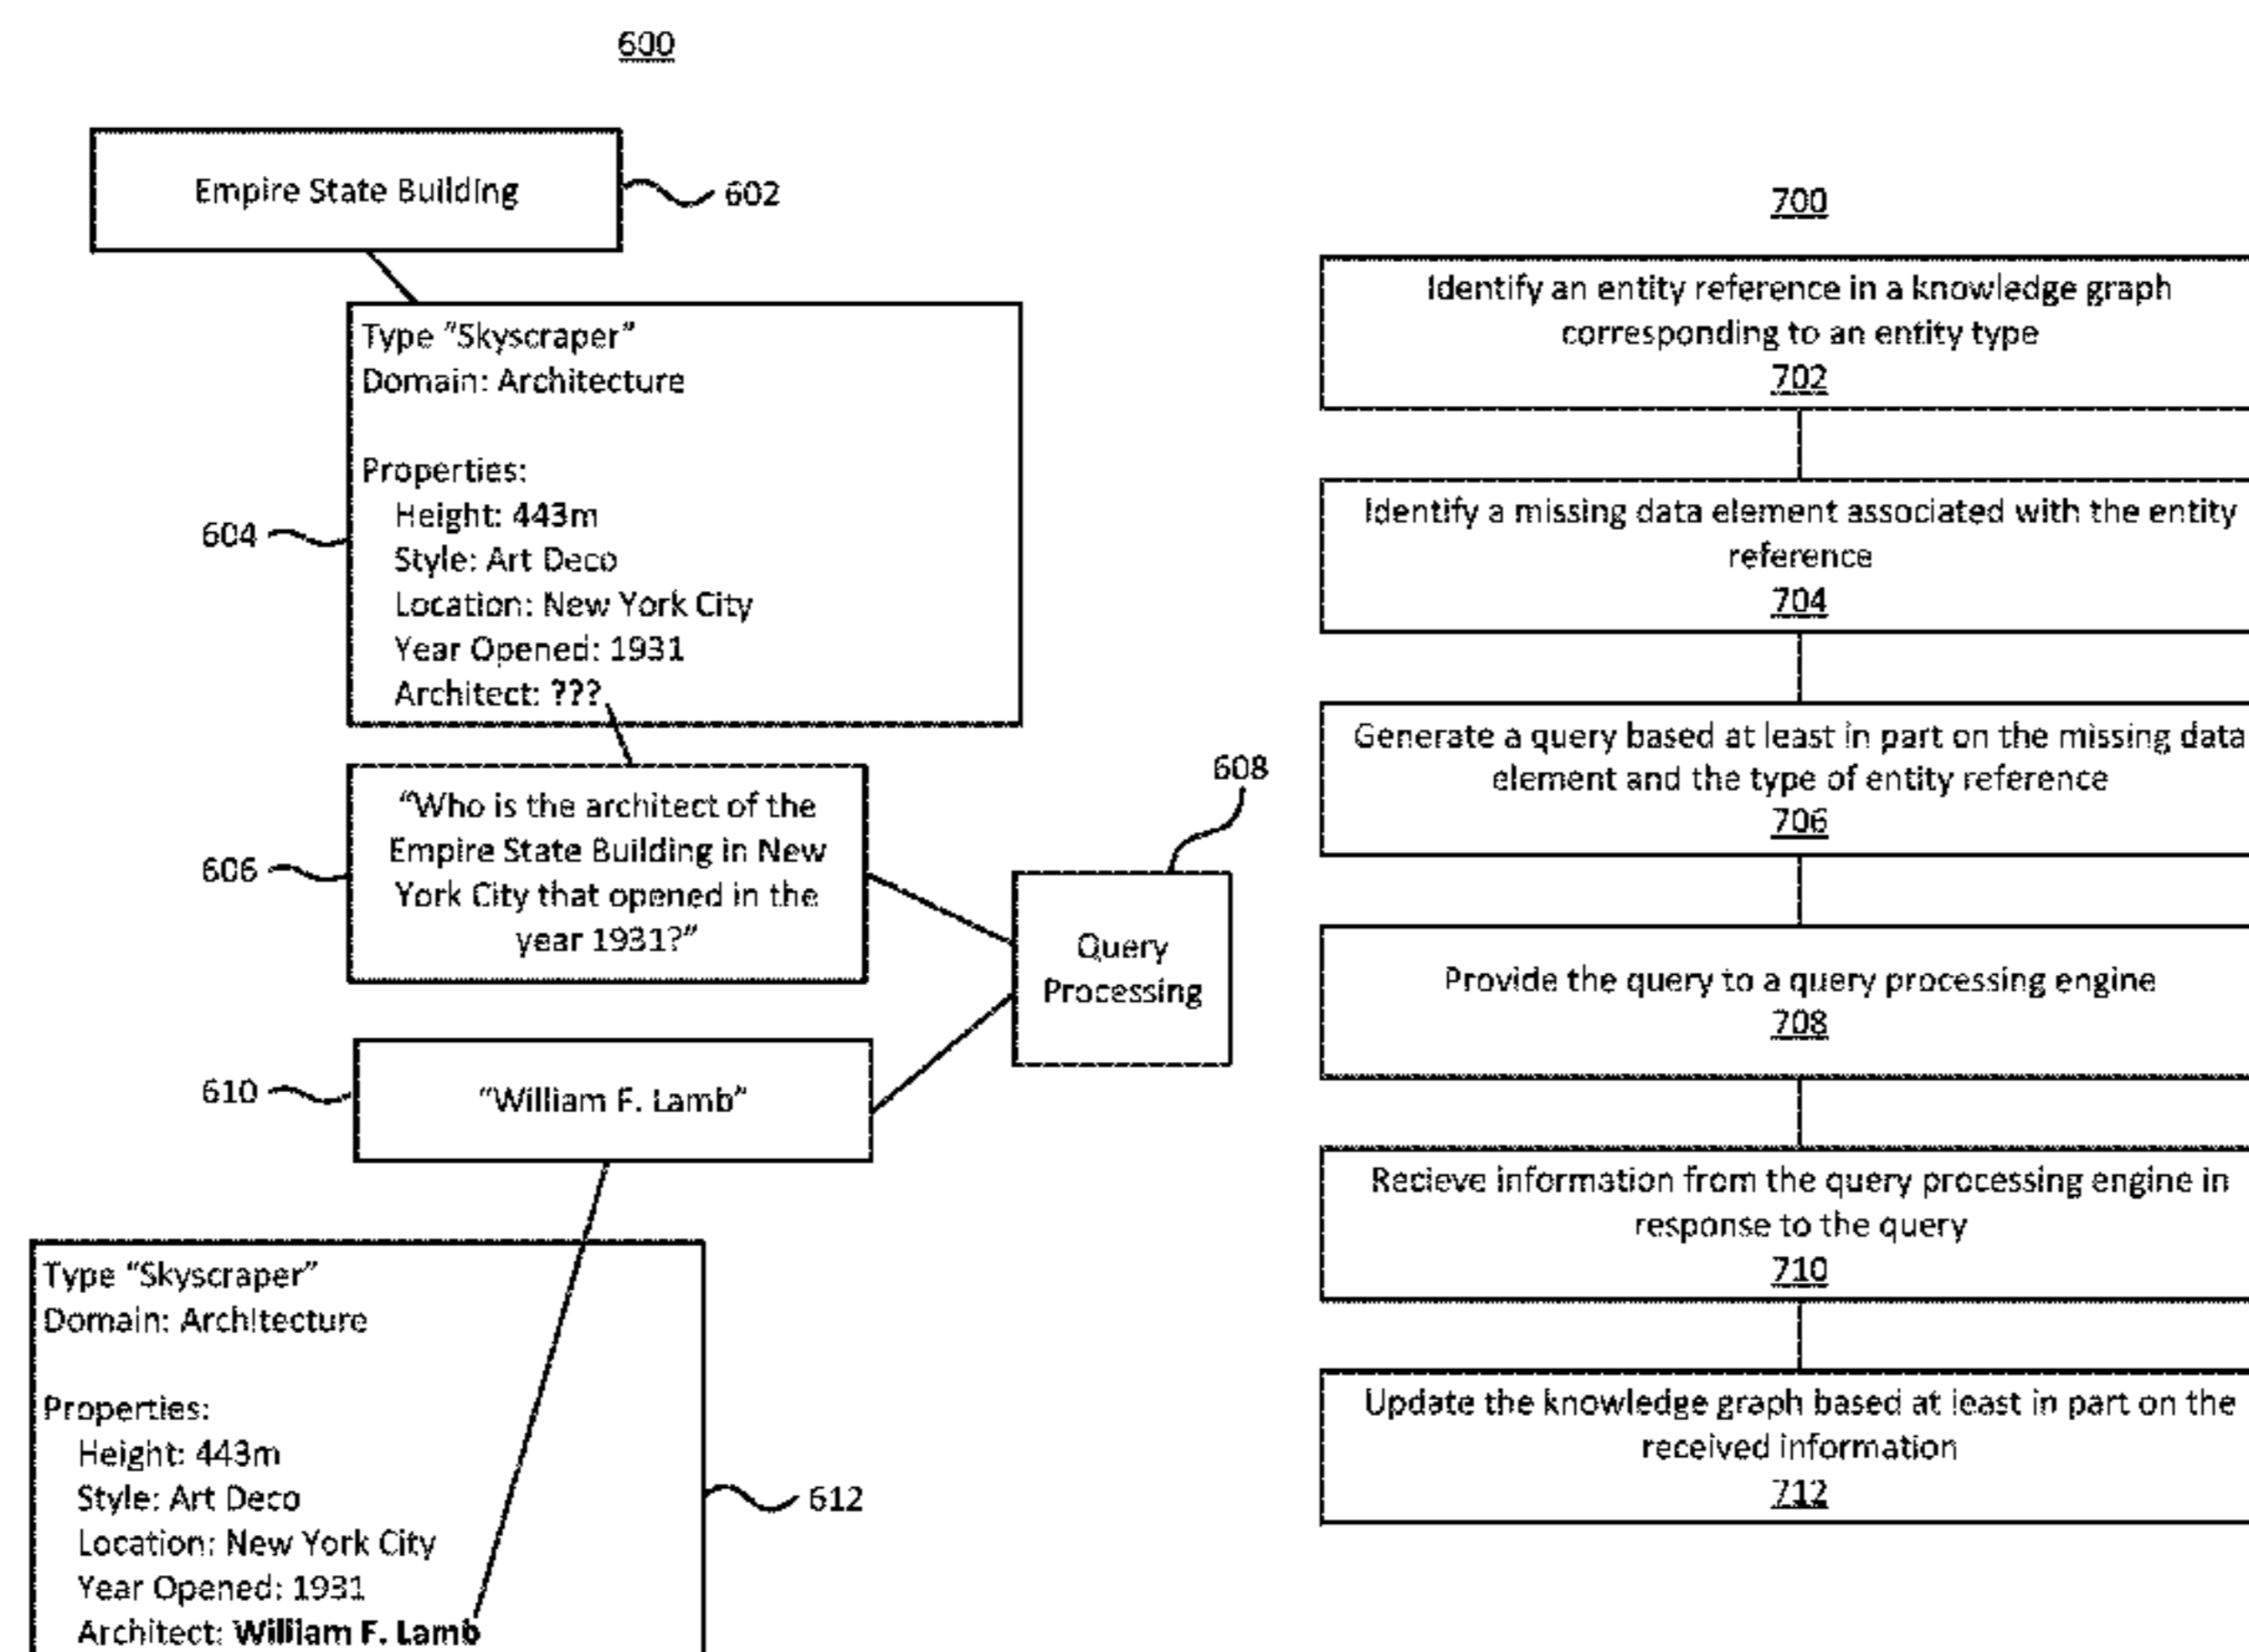 600
Empire State Building
602
Type "Skyscraper"
Domain: Architecture
Properties:
Height: 443m
Style: Art Deco
Location: New York City
Year Opened: 1931
Architect: ???
604
"Who is the architect of the
Empire State Building in New
York City that opened in the
year 1931?"
606
608
Query
Processing
610
"William F. Lamb"
Type "Skyscraper"
Domain: Architecture
Properties:
Height: 443m
Style: Art Deco
Location: New York City
Year Opened: 1931
Architect: William F. Lamb
612
700
Identify an entity reference in a knowledge graph
corresponding to an entity type
702
Identify a missing data element associated with the entity
reference
704
Generate a query based at least in part on the missing data
element and the type of entity reference
706
Provide the query to a query processing engine
708
Recieve information from the query processing engine in
response to the query
710
Update the knowledge graph based at least in part on the
received information
712